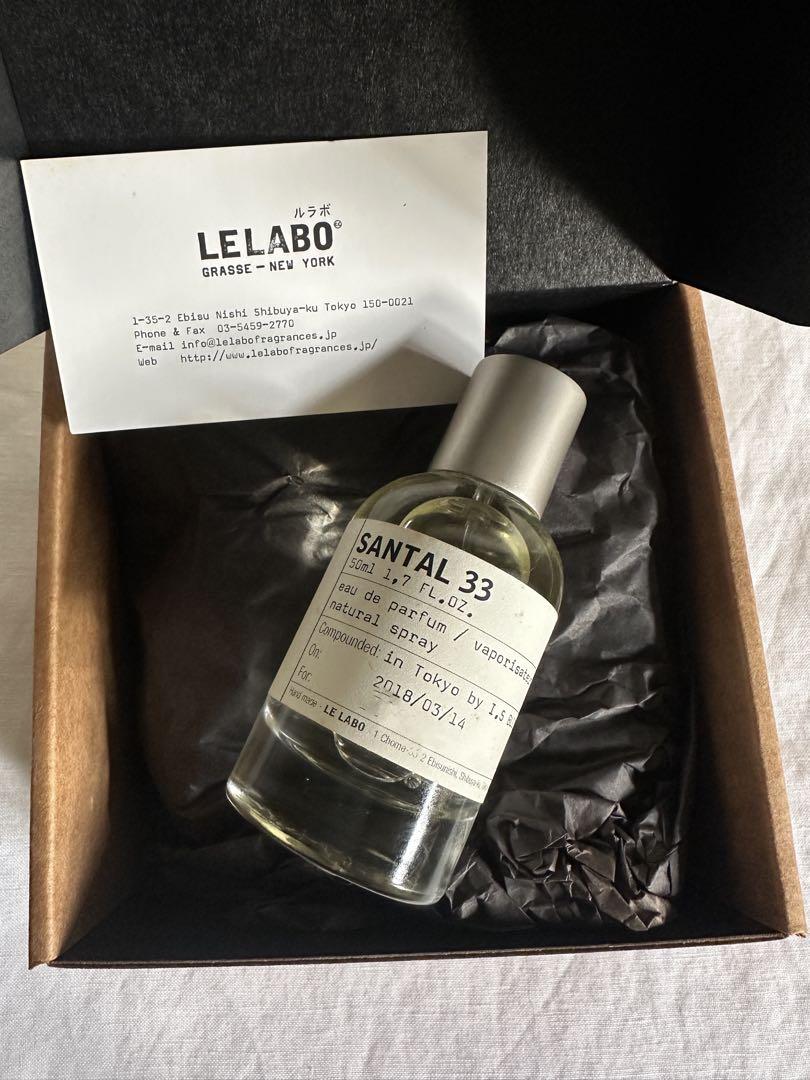 ルラボ
LE LABO
GRASSE — NEW YORK
1-35-2 Ebisu Nishi Shibuya-ku Tokyo 150-0021
Phone & Fax 03-5459-2770
E-mail info@lelabofragrances.jp
Web http://www.lelabofragrances.jp/
SANTAL 33
50ml 1,7 FL.OZ.
eau de parfum /
natural spray
Compounded: in Tokyo by I,S
On: 2018/03/14
For:
Hand made - LE LABO